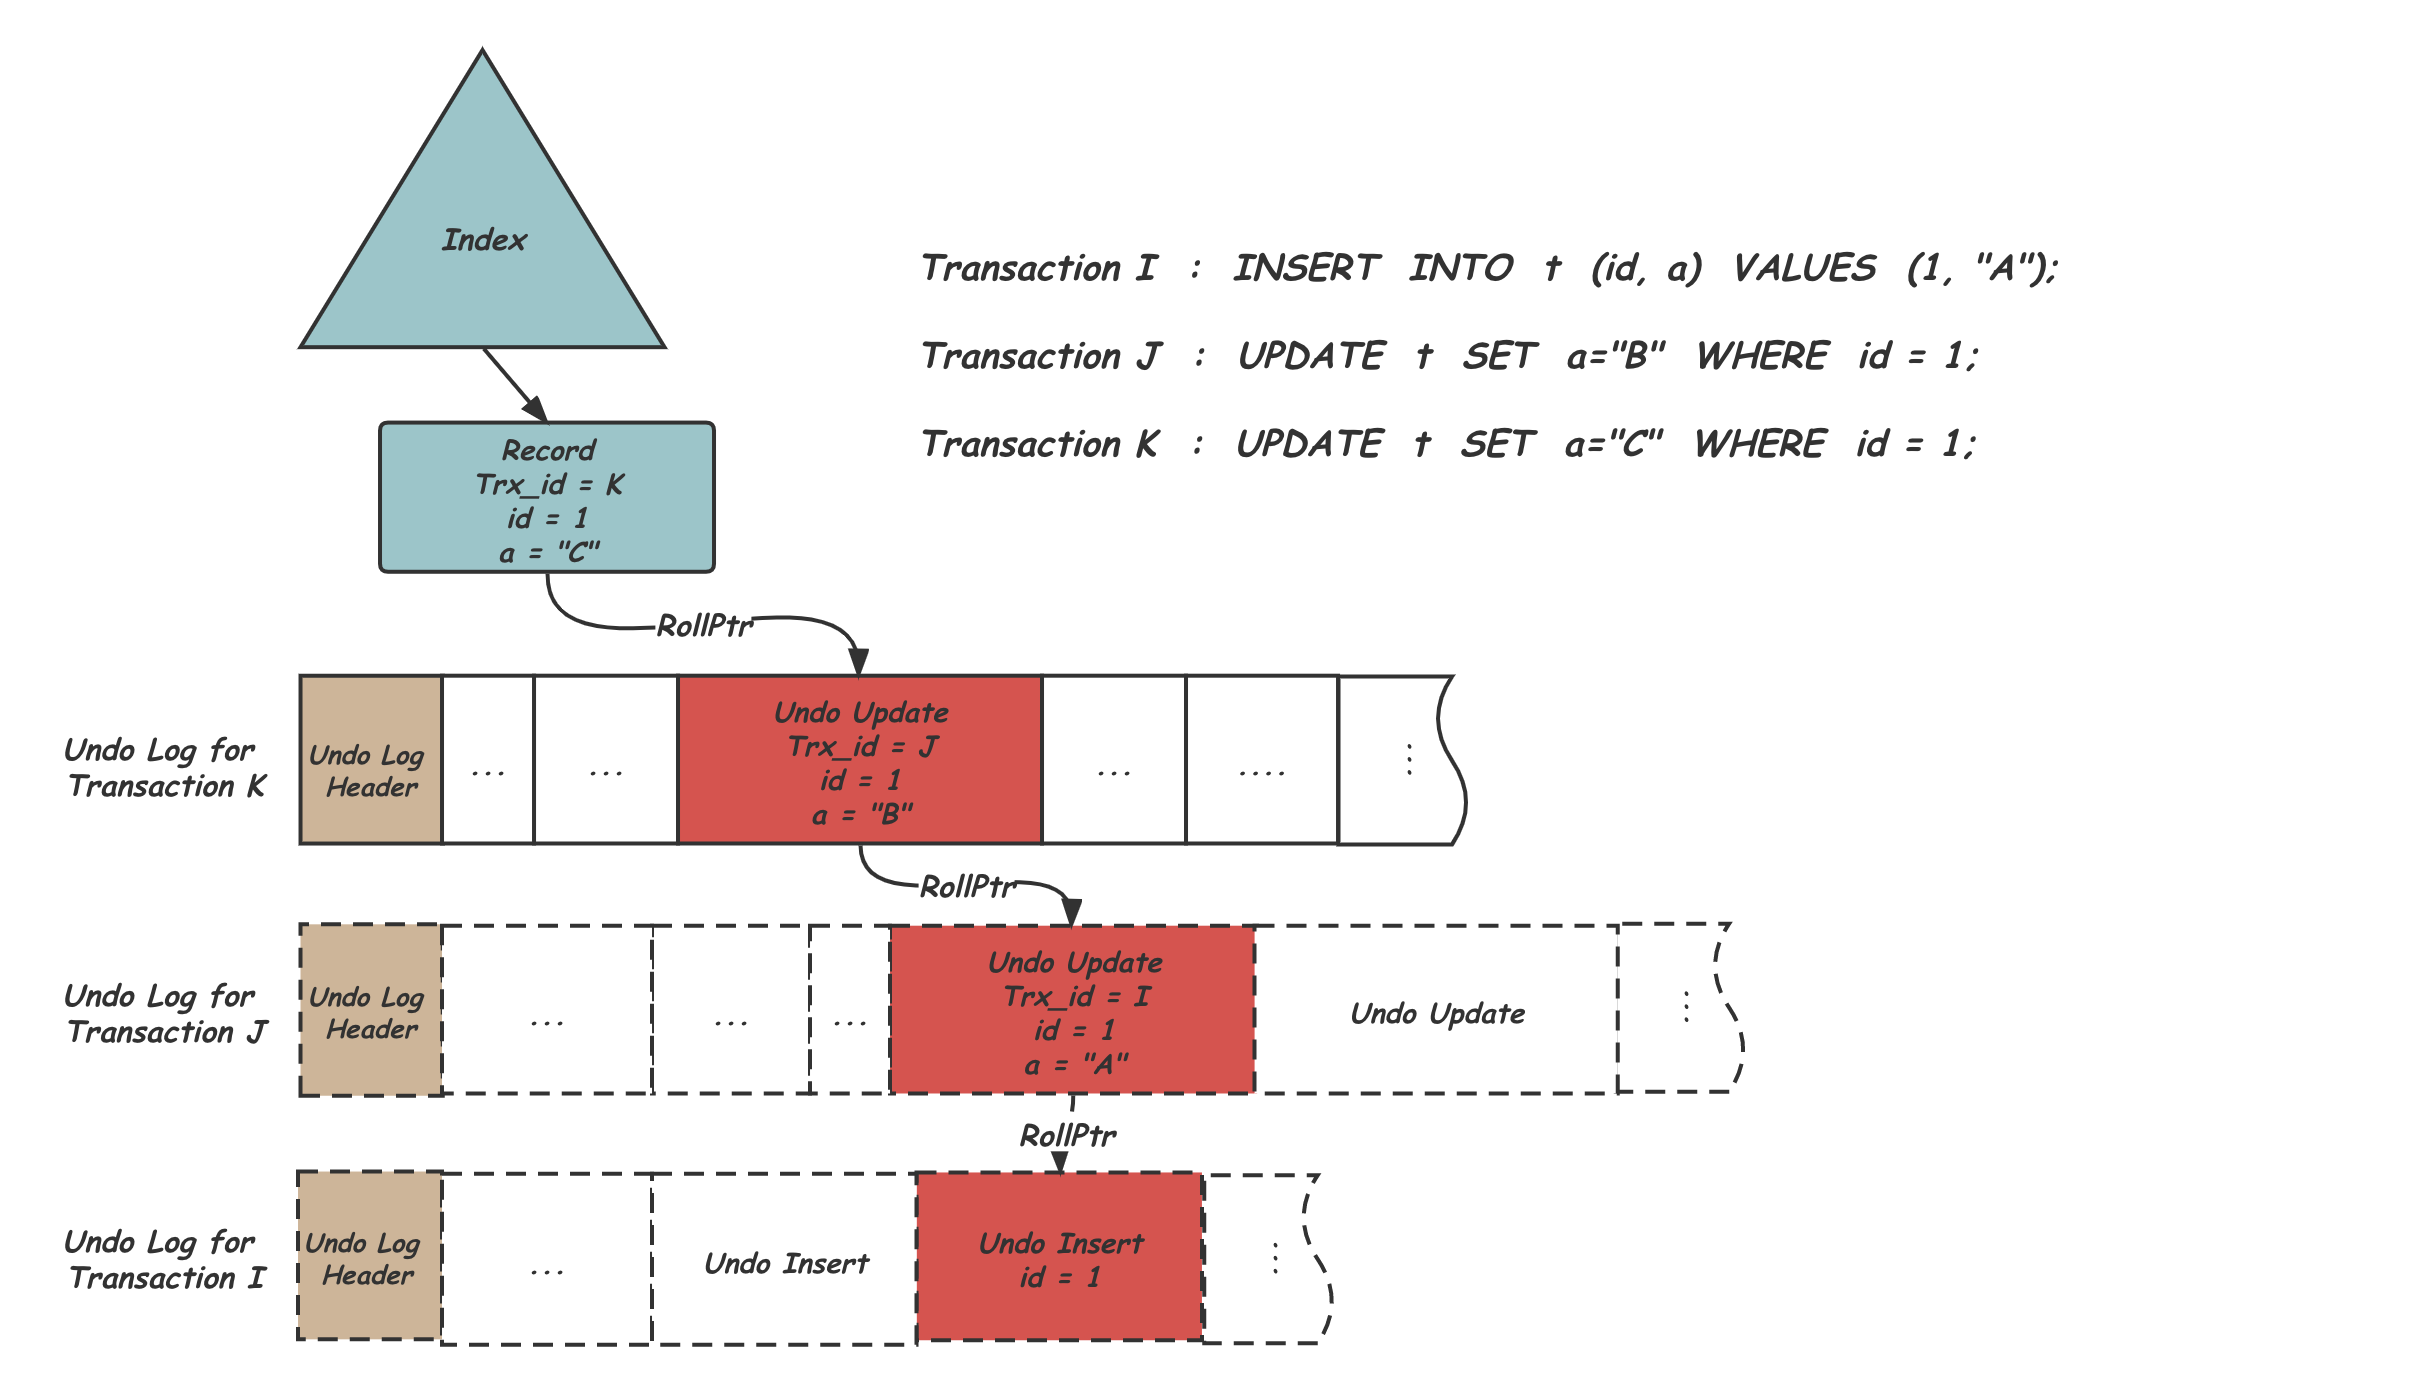 Index
Transaction I : INSERT INTO t (id, a) VALUES (1, "A");
Transaction J : UPDATE t SET a="B" WHERE id = 1;
Transaction K : UPDATE t SET a="C" WHERE id = 1;
Record
Trx_id = K
id = 1
a = "C"
RollPtr
Undo Log for
Transaction K
Undo Log
Header
...
...
Undo Update
Trx_id = J
id = 1
a = "B"
...
....
...
RollPtr
Undo Log for
Transaction J
Undo Log
Header
...
...
...
Undo Update
Trx_id = I
id = 1
a = "A"
Undo Update
...
RollPtr
Undo Log for
Transaction I
Undo Log
Header
...
Undo Insert
Undo Insert
id = 1
...